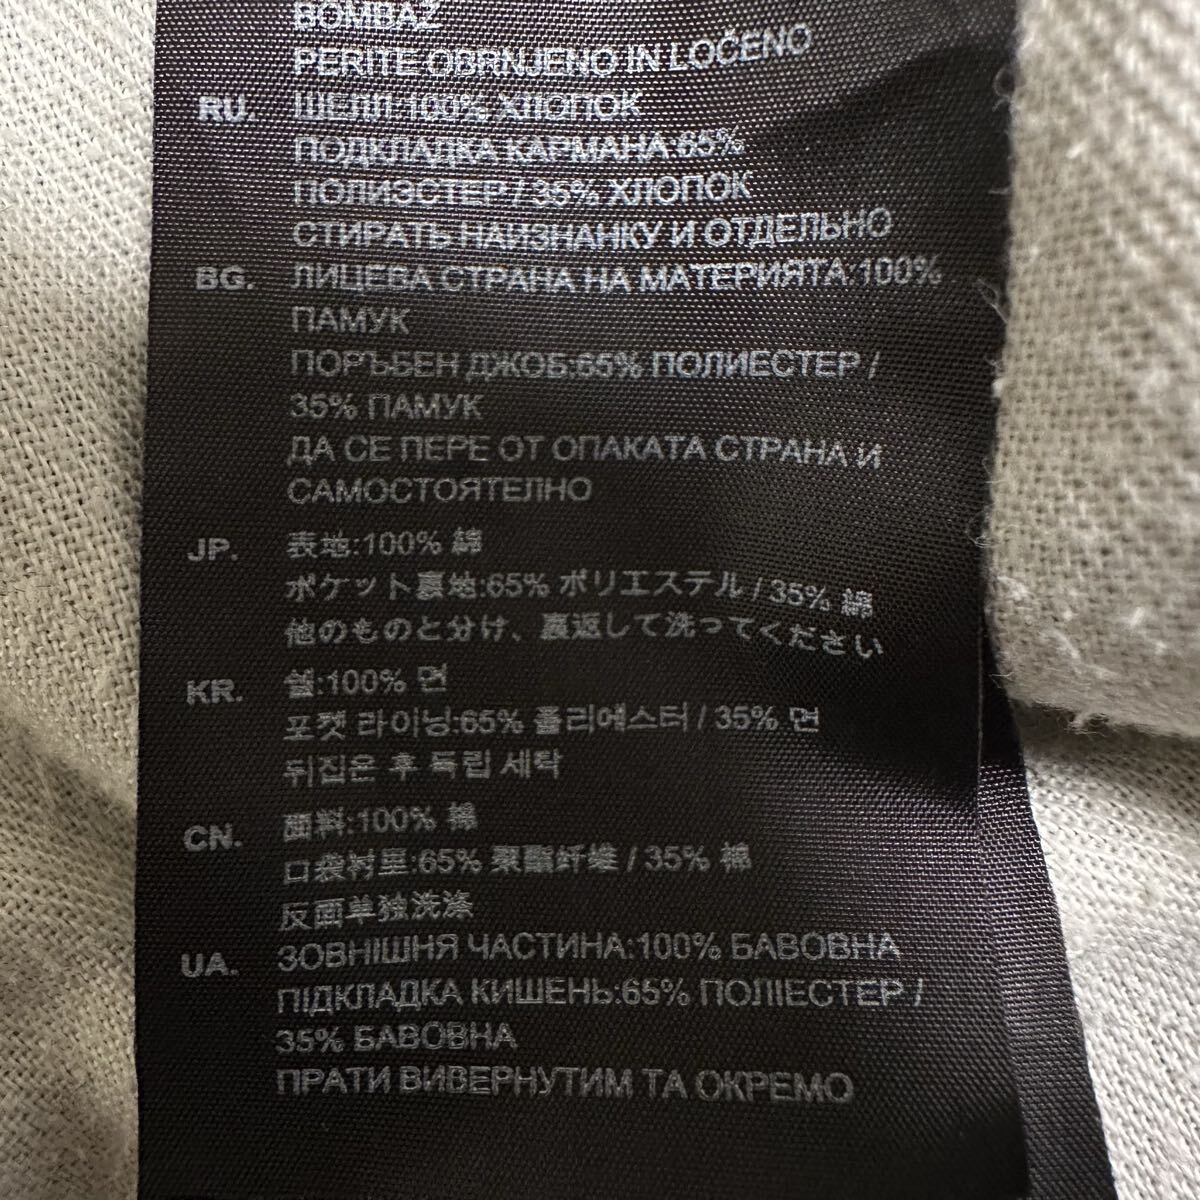 BOMBAŽ
PERITE OBRNJENO IN LOČENO
RU. ШЕЛЛ:100% ХЛОПОК
ПОДКЛАДКА КАРМАНА:65%
ПОЛИЭСТЕР / 35% ХЛОПОК
СТИРАТЬ НАИЗНАНКУ И ОТДЕЛЬНО
BG. ЛИЦЕВА СТРАНА НА МАТЕРИЯТА:100%
ПАМУК
ПОРЪБЕН ДЖОБ:65% ПОЛИЕСТЕР /
35% ПАМУК
ДА СЕ ПЕРЕ ОТ ОПАКАТА СТРАНА И
САМОСТОЯТЕЛНО
JP. 表地:100% 綿
ポケット裏地:65% ポリエステル / 35% 綿
他のものと分け、裏返して洗ってください
KR. 쉘:100% 면
포켓 라이닝:65% 폴리에스터 / 35% 면
뒤집은 후 독립 세탁
CN. 面料:100% 棉
口袋衬里:65% 聚酯纤维 / 35% 棉
反面单独洗涤
UA. ЗОВНІШНЯ ЧАСТИНА:100% БАВОВНА
ПІДКЛАДКА КИШЕНЬ:65% ПОЛІЕСТЕР /
35% БАВОВНА
ПРАТИ ВИВЕРНУТИМ ТА ОКРЕМО